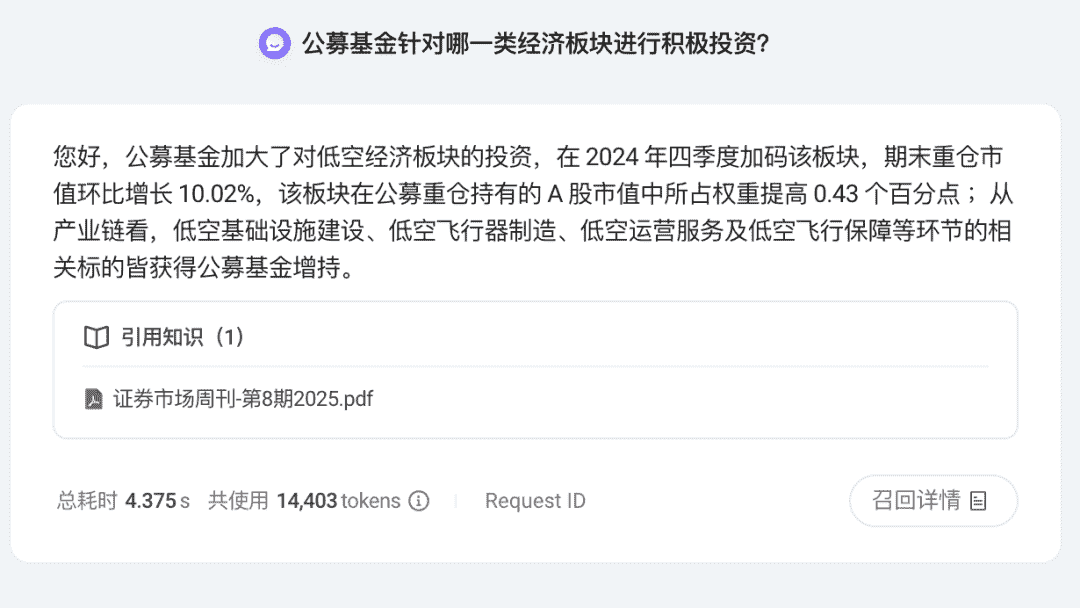 公募基金针对哪一类经济板块进行积极投资?
您好，公募基金加大了对低空经济板块的投资，在 2024 年四季度加码该板块，期末重仓市
值环比增长 10.02%，该板块在公募重仓持有的 A 股市值中所占权重提高 0.43 个百分点；从
产业链看，低空基础设施建设、低空飞行器制造、低空运营服务及低空飞行保障等环节的相
关标的皆获得公募基金增持。
引用知识（1）
证券市场周刊-第8期2025.pdf
总耗时 4.375 s 共使用 14,403 tokens Request ID 召回详情